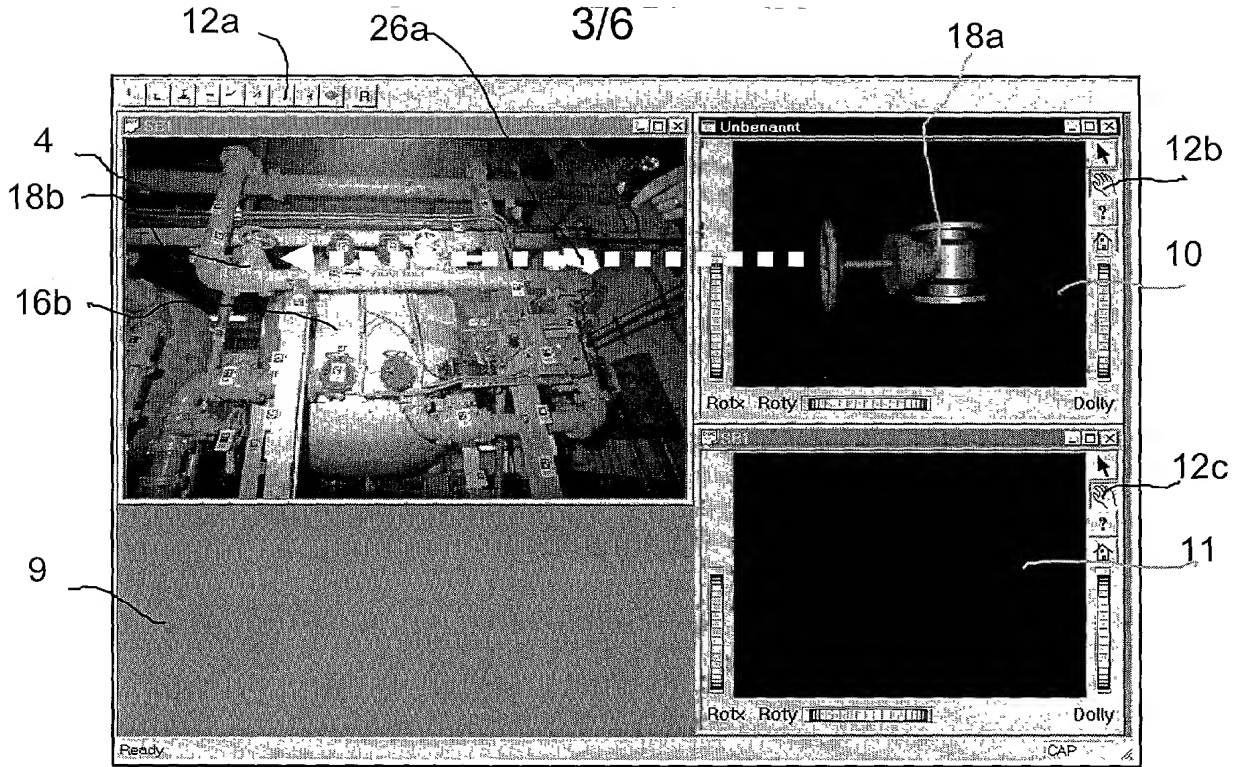 3/6
12a
26a
18a
R
SB1
Unbenannt
4
18b
16b
12b
?
10
Rotx Roty
Dolly
SB1
12c
?
11
9
Rotx Roty
Dolly
Ready
CAP